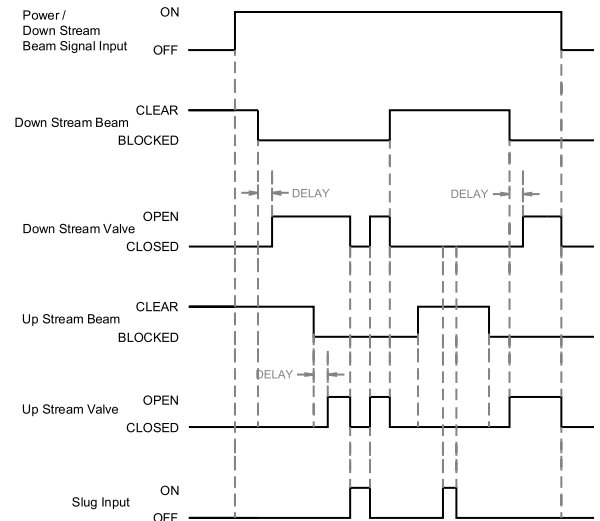 Power /
Down Stream
Beam Signal Input
ON
OFF
Down Stream Beam
CLEAR
BLOCKED
DELAY
DELAY
Down Stream Valve
OPEN
CLOSED
Up Stream Beam
CLEAR
BLOCKED
DELAY
Up Stream Valve
OPEN
CLOSED
Slug Input
ON
OFF